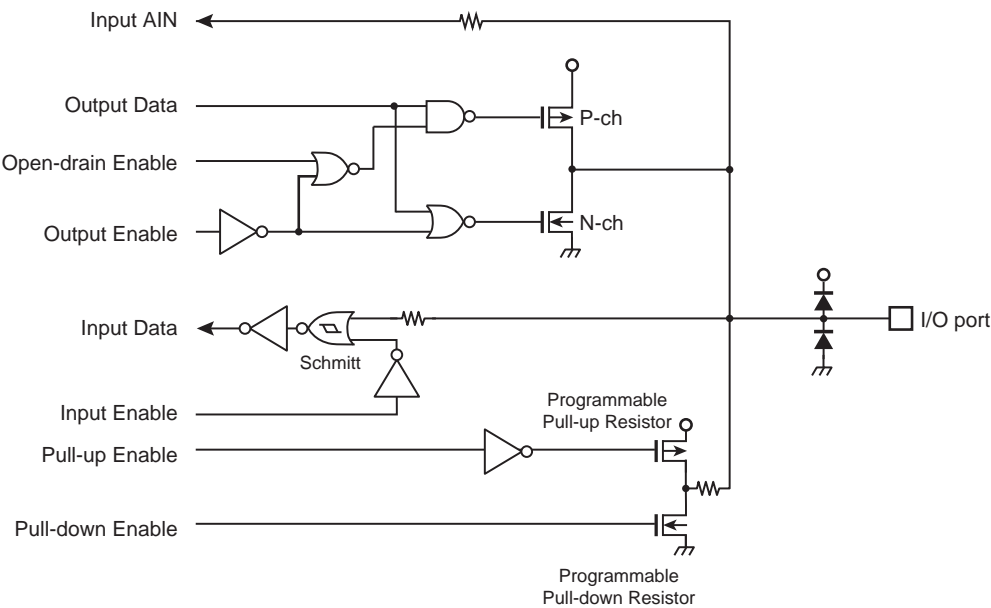 Input AIN
Output Data
P-ch
Open-drain Enable
Output Enable
N-ch
Input Data
Schmitt
I/O port
Input Enable
Programmable
Pull-up Resistor
Pull-up Enable
Pull-down Enable
Programmable
Pull-down Resistor